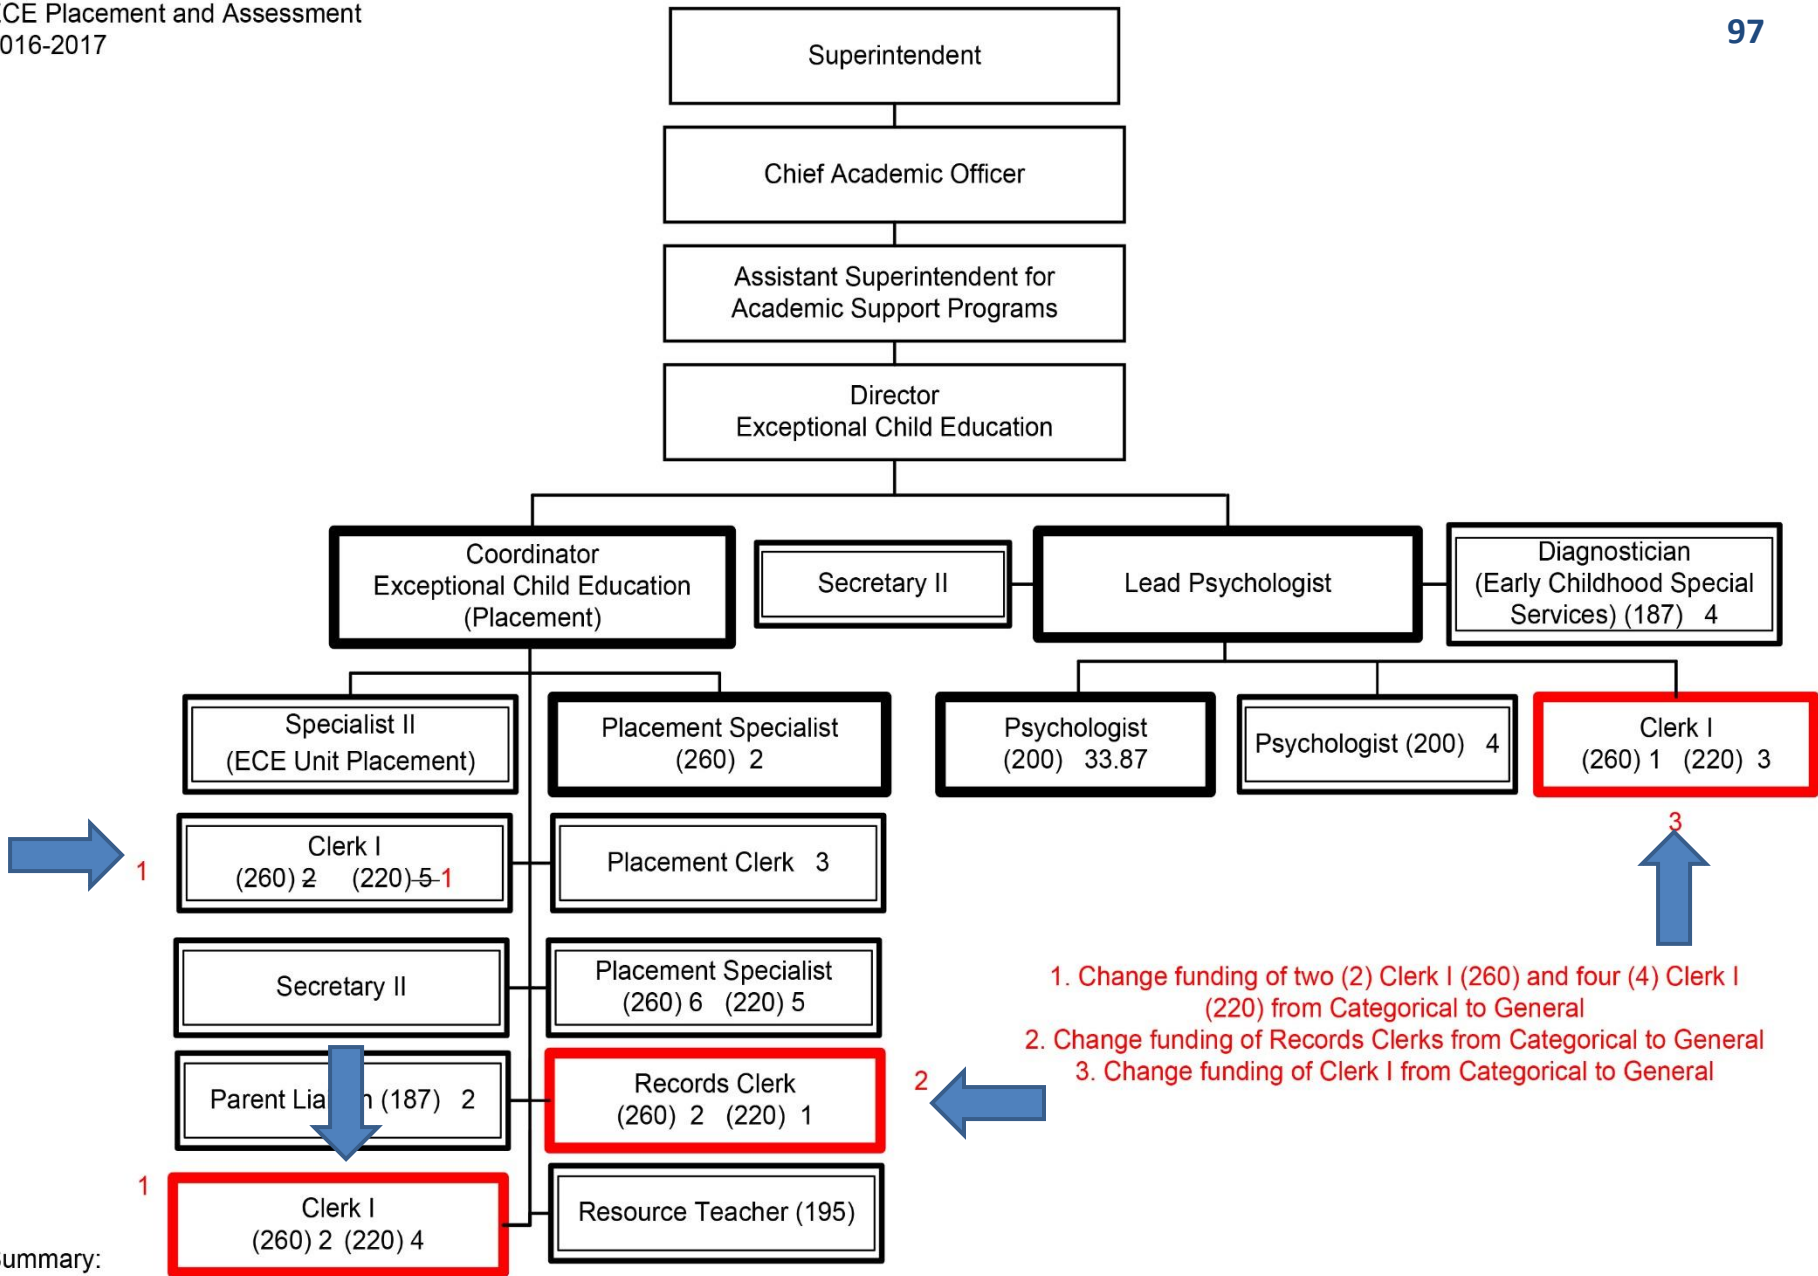 ECE Placement and Assessment
2016-2017
97
Superintendent
Chief Academic Officer
Assistant Superintendent for
Academic Support Programs
Director
Exceptional Child Education
Coordinator
Exceptional Child Education
(Placement)
Secretary II
Lead Psychologist
Diagnostician
(Early Childhood Special
Services) (187) 4
Specialist II
(ECE Unit Placement)
Placement Specialist
(260) 2
Psychologist
(200) 33.87
Psychologist (200) 4
Clerk I
(260) 1 (220) 3
3
1
Clerk I
(260) 2 (220) 5 1
Placement Clerk 3
Secretary II
Placement Specialist
(260) 6 (220) 5
1. Change funding of two (2) Clerk I (260) and four (4) Clerk I
(220) from Categorical to General
2. Change funding of Records Clerks from Categorical to General
3. Change funding of Clerk I from Categorical to General
Parent Lia n (187) 2
Records Clerk
(260) 2 (220) 1
2
1
Clerk I
(260) 2 (220) 4
Resource Teacher (195)
Summary: